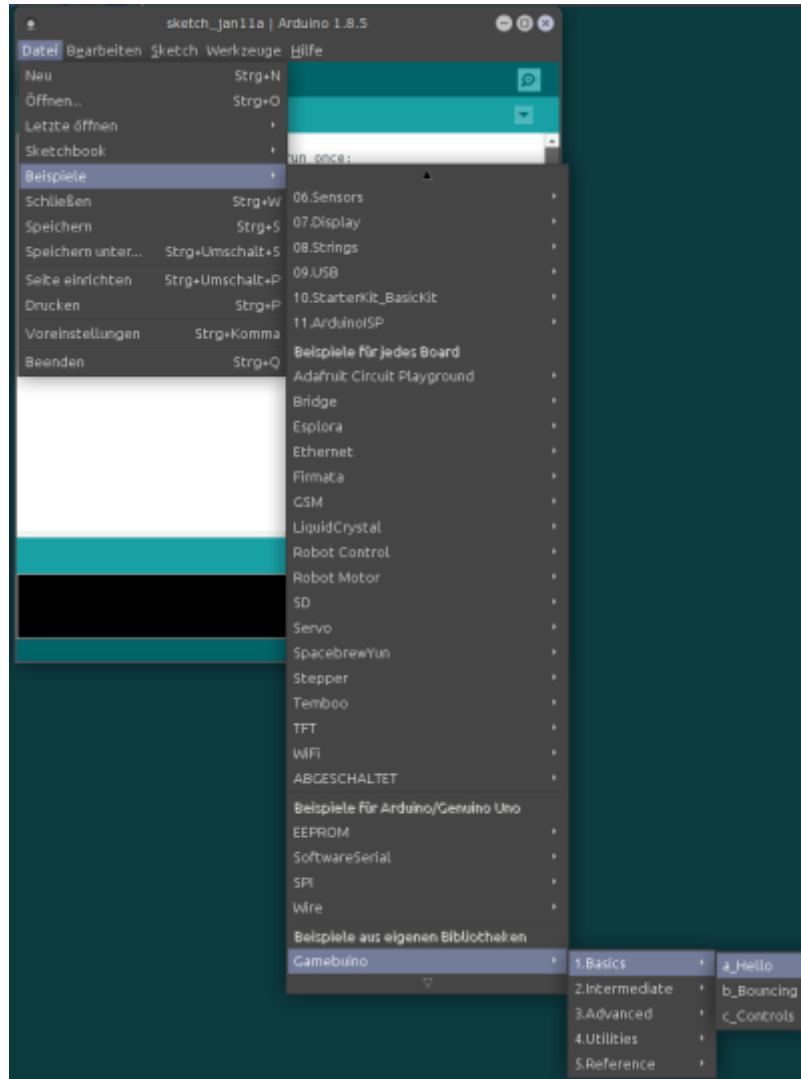 sketch_jan11a | Arduino 1.8.5
Datei Bearbeiten Sketch Werkzeuge Hilfe
Neu Strg+N
Öffnen... Strg+O
Letzte öffnen
Sketchbook
run once:
Beispiele
Schließen Strg+W
Speichern Strg+S
Speichern unter... Strg+Umschalt+S
Seite einrichten Strg+Umschalt+P
Drucken Strg+P
Voreinstellungen Strg+Komma
Beenden Strg+Q
06.Sensors
07.Display
08.Strings
09.USB
10.StarterKit_BasicKit
11.ArduinoISP
Beispiele für jedes Board
Adafruit Circuit Playground
Bridge
Esplora
Ethernet
Firmata
GSM
LiquidCrystal
Robot Control
Robot Motor
SD
Servo
SpacebrewYun
Stepper
Temboo
TFT
WiFi
ABGESCHALTET
Beispiele für Arduino/Genuino Uno
EEPROM
SoftwareSerial
SPI
Wire
Beispiele aus eigenen Bibliotheken
Gamebuino
1.Basics
2.Intermediate
3.Advanced
4.Utilities
5.Reference
a_Hello
b_Bouncing
c_Controls